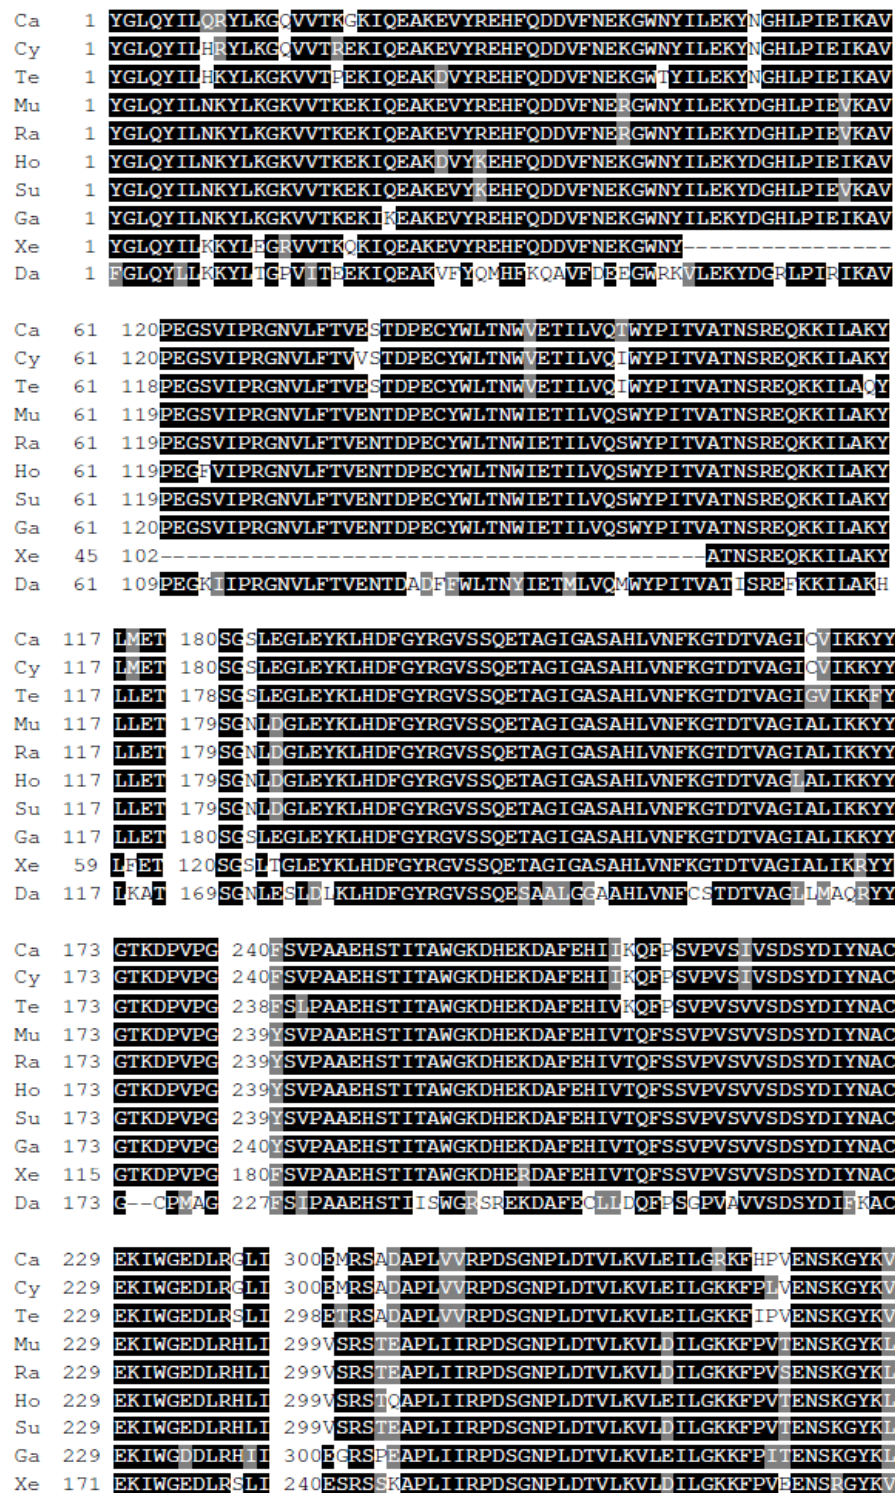 Ca 1 YGLQYILQRYLKGQVVTKGKIQEAKEVYREHFQDDVFNEKGWNYILEKYNGHLPIEIKAV
Cy 1 YGLQYILHRYLKGQVVTREKIQEAKEVYREHFQDDVFNEKGWNYILEKYNGHLPIEIKAV
Te 1 YGLQYILHKYLKGKVVTPEKIQEAKDVYREHFQDDVFNEKGWTYILEKYNGHLPIEIKAV
Mu 1 YGLQYILNKYLKGKVVTKEKIQEAKEVYREHFQDDVFNERGWNYILEKYDGHLPIEVKAV
Ra 1 YGLQYILNKYLKGKVVTKEKIQEAKEVYREHFQDDVFNERGWNYILEKYDGHLPIEVKAV
Ho 1 YGLQYILNKYLKGKVVTKEKIQEAKDVYKEHFQDDVFNEKGWNYILEKYDGHLPIEIKAV
Su 1 YGLQYILNKYLKGKVVTKEKIQEAKEVYKEHFQDDVFNEKGWNYILEKYDGHLPIEVKAV
Ga 1 YGLQYILNKYLKGKVVTKEKIKEAKEVYREHFQDDVFNEKGWNYILEKYDGHLPIEIKAV
Xe 1 YGLQYILKKYLEGRVVTKQKIQEAKEVYREHFQDDVFNEKGWNY----------------
Da 1 FGLQYLLKKYLTGPVITEEKIQEAKVFYQMHFKQAVFDEEGWRKVLEKYDGRLPIRIKAV
Ca 61 120PEGSVIPRGNVLFTVESTDPECYWLTNWVETILVQTWYPITVATNSREQKKILAKY
Cy 61 120PEGSVIPRGNVLFTVVSTDPECYWLTNWVETILVQIWYPITVATNSREQKKILAKY
Te 61 118PEGSVIPRGNVLFTVESTDPECYWLTNWVETILVQIWYPITVATNSREQKKILAQY
Mu 61 119PEGSVIPRGNVLFTVENTDPECYWLTNWIETILVQSWYPITVATNSREQKKILAKY
Ra 61 119PEGSVIPRGNVLFTVENTDPECYWLTNWIETILVQSWYPITVATNSREQKKILAKY
Ho 61 119PEGFVIPRGNVLFTVENTDPECYWLTNWIETILVQSWYPITVATNSREQKKILAKY
Su 61 119PEGSVIPRGNVLFTVENTDPECYWLTNWIETILVQSWYPITVATNSREQKKILAKY
Ga 61 120PEGSVIPRGNVLFTVENTDPECYWLTNWIETILVQSWYPITVATNSREQKKILAKY
Xe 45 102------------------------------------------ATNSREQKKILAKY
Da 61 109PEGKIIPRGNVLFTVENTDADFFWLTNYIETMLVQMWYPITVATISREFKKILAKH
Ca 117 LMET 180SGSLEGLEYKLHDFGYRGVSSQETAGIGASAHLVNFKGTDTVAGICVIKKYY
Cy 117 LMET 180SGSLEGLEYKLHDFGYRGVSSQETAGIGASAHLVNFKGTDTVAGICVIKKYY
Te 117 LLET 178SGSLEGLEYKLHDFGYRGVSSQETAGIGASAHLVNFKGTDTVAGIGVIKKFY
Mu 117 LLET 179SGNLDGLEYKLHDFGYRGVSSQETAGIGASAHLVNFKGTDTVAGIALIKKYY
Ra 117 LLET 179SGNLDGLEYKLHDFGYRGVSSQETAGIGASAHLVNFKGTDTVAGIALIKKYY
Ho 117 LLET 179SGNLDGLEYKLHDFGYRGVSSQETAGIGASAHLVNFKGTDTVAGLALIKKYY
Su 117 LLET 179SGNLDGLEYKLHDFGYRGVSSQETAGIGASAHLVNFKGTDTVAGIALIKKYY
Ga 117 LLET 180SGSLEGLEYKLHDFGYRGVSSQETAGIGASAHLVNFKGTDTVAGIALIKKYY
Xe 59 LFET 120SGSLTGLEYKLHDFGYRGVSSQETAGIGASAHLVNFKGTDTVAGIALIKRYY
Da 117 LKAT 169SGNLESLDLKLHDFGYRGVSSQESAALGGAAHLVNFCSTDTVAGLLMAQRYY
Ca 173 GTKDPVPG 240FSVPAAEHSTITAWGKDHEKDAFEHIIKQFPSVPVSIVSDSYDIYNAC
Cy 173 GTKDPVPG 240FSVPAAEHSTITAWGKDHEKDAFEHIIKQFPSVPVSIVSDSYDIYNAC
Te 173 GTKDPVPG 238FSLPAAEHSTITAWGKDHEKDAFEHIVKQFPSVPVSVVSDSYDIYNAC
Mu 173 GTKDPVPG 239YSVPAAEHSTITAWGKDHEKDAFEHIVTQFSSVPVSVVSDSYDIYNAC
Ra 173 GTKDPVPG 239YSVPAAEHSTITAWGKDHEKDAFEHIVTQFSSVPVSVVSDSYDIYNAC
Ho 173 GTKDPVPG 239YSVPAAEHSTITAWGKDHEKDAFEHIVTQFSSVPVSVVSDSYDIYNAC
Su 173 GTKDPVPG 239YSVPAAEHSTITAWGKDHEKDAFEHIVTQFSSVPVSVVSDSYDIYNAC
Ga 173 GTKDPVPG 240YSVPAAEHSTITAWGKDHEKDAFEHIVTQFSSVPVSVVSDSYDIYNAC
Xe 115 GTKDPVPG 180FSVPAAEHSTITAWGKDHERDAFEHIVTQFSSVPVSVVSDSYDIYNAC
Da 173 G--CPMAG 227FSIPAAEHSTIISWGRSREKDAFECLLDQFPSGPVAVVSDSYDIFKAC
Ca 229 EKIWGEDLRGLI 300EMRSADAPLVVRPDSGNPLDTVLKVLEILGRKFHPVENSKGYKV
Cy 229 EKIWGEDLRGLI 300EMRSADAPLVVRPDSGNPLDTVLKVLEILGKKFPLVENSKGYKV
Te 229 EKIWGEDLRSLI 298ETRSADAPLVVRPDSGNPLDTVLKVLEILGKKFIPVENSKGYKV
Mu 229 EKIWGEDLRHLI 299VSRSTEAPLIIRPDSGNPLDTVLKVLDILGKKFPVTENSKGYKL
Ra 229 EKIWGEDLRHLI 299VSRSTEAPLIIRPDSGNPLDTVLKVLDILGKKFPVSENSKGYKL
Ho 229 EKIWGEDLRHLI 299VSRSTQAPLIIRPDSGNPLDTVLKVLEILGKKFPVTENSKGYKL
Su 229 EKIWGEDLRHLI 299VSRSTEAPLIIRPDSGNPLDTVLKVLDILGKKFPVTENSKGYKL
Ga 229 EKIWGDDLRHII 300EGRSPEAPLIIRPDSGNPLDTVLKVLEILGKKFPITENSKGYKL
Xe 171 EKIWGEDLRSLI 240ESRSSKAPLIIRPDSGNPLDTVLKVLDILGKKFPVEENSRGYKV